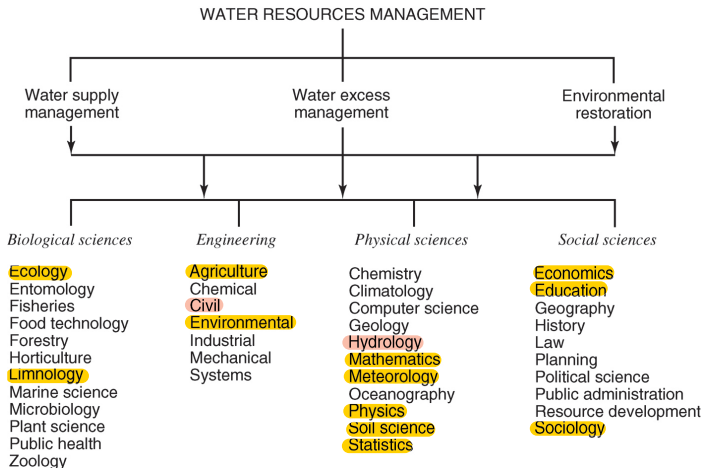 WATER RESOURCES MANAGEMENT
Water supply
management
Water excess
management
Environmental
restoration
Biological sciences
Ecology
Entomology
Fisheries
Food technology
Forestry
Horticulture
Limnology
Marine science
Microbiology
Plant science
Public health
Zoology
Engineering
Agriculture
Chemical
Civil
Environmental
Industrial
Mechanical
Systems
Physical sciences
Chemistry
Climatology
Computer science
Geology
Hydrology
Mathematics
Meteorology
Oceanography
Physics
Soil science
Statistics
Social sciences
Economics
Education
Geography
History
Law
Planning
Political science
Public administration
Resource development
Sociology